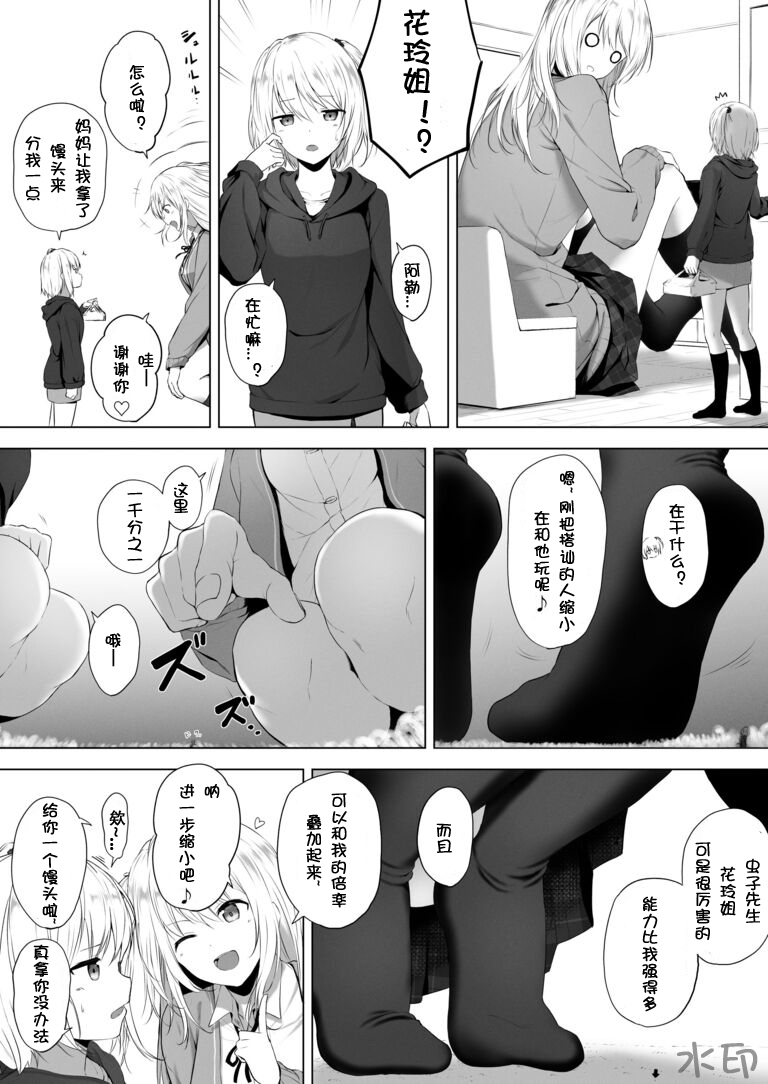 花玲姐！？
阿勒…
在忙嘛…？
怎么啦？
妈妈让我拿了
馒头来
分我一点
哇ー
谢谢你♡
シュルルル
在干什么？
嗯~刚把搭讪的人缩小
在和他玩呢♪
这里
一千分之一
哦ー
ズズ
ズズ…
虫子先生
花玲姐
可是很厉害的
能力比我强得多
而且
可以和我的倍率
叠加起来~
呐
进一步缩小吧♪
欸~…
给你一个馒头啦~
真拿你没办法
水印